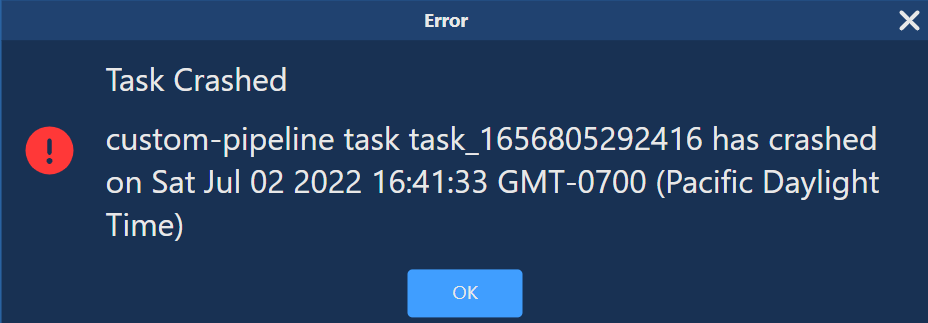 Error
Task Crashed
custom-pipeline task task_1656805292416 has crashed
on Sat Jul 02 2022 16:41:33 GMT-0700 (Pacific Daylight
Time)
OK